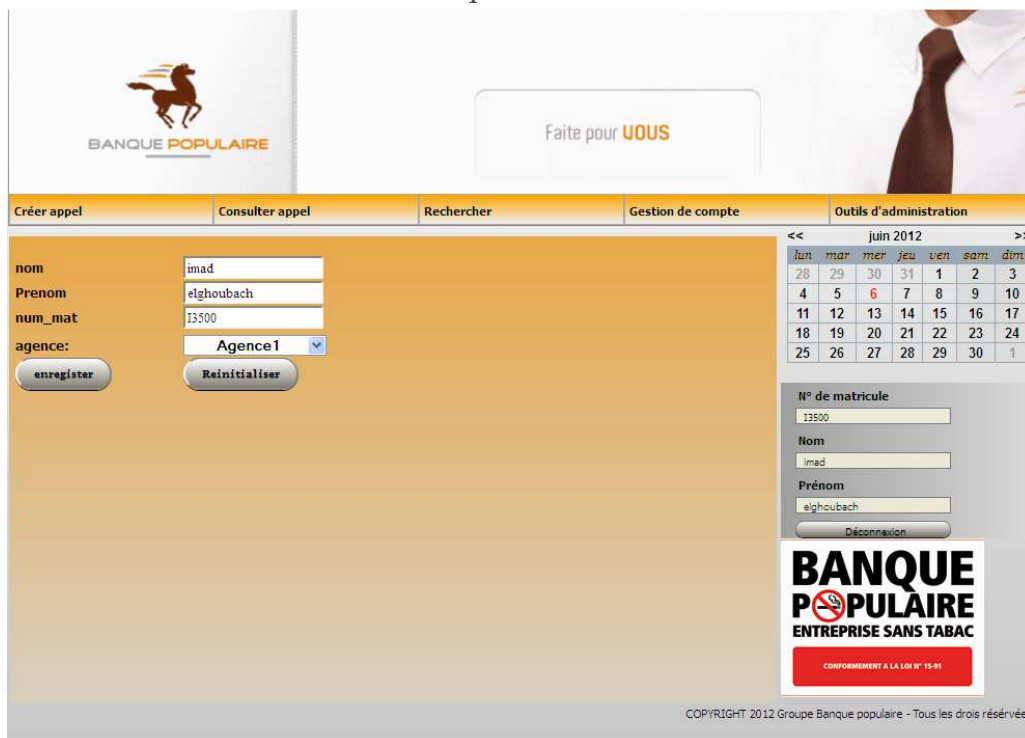 BANQUE POPULAIRE
Faite pour VOUS
Créer appel
Consulter appel
Rechercher
Gestion de compte
Outils d'administration
nom
imad
Prenom
elghoubach
num_mat
I3500
agence:
Agence1
enregister
Reinitialiser
<< juin 2012 >>
lun mar mer jeu ven sam dim
28 29 30 31 1 2 3
4 5 6 7 8 9 10
11 12 13 14 15 16 17
18 19 20 21 22 23 24
25 26 27 28 29 30 1
N° de matricule
I3500
Nom
imad
Prénom
elghoubach
Déconnexion
BANQUE
POPULAIRE
ENTREPRISE SANS TABAC
CONFORMEMENT A LA LOI N° 15-91
COPYRIGHT 2012 Groupe Banque populaire - Tous les drois résérvée